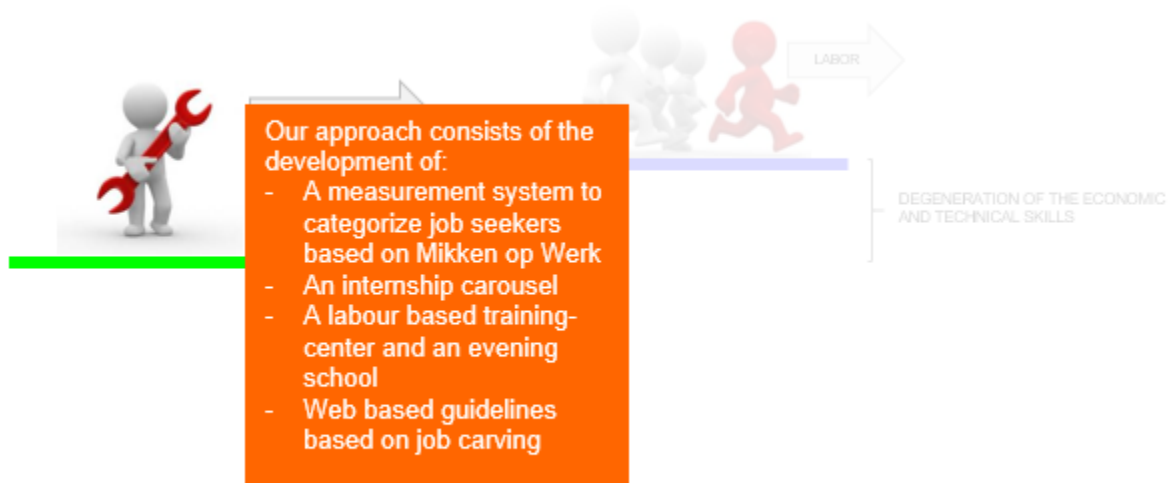 LABOR
Our approach consists of the
development of:
- A measurement system to
categorize job seekers
based on Mikken op Werk
- An internship carousel
- A labour based training-
center and an evening
school
- Web based guidelines
based on job carving
DEGENERATION OF THE ECONOMIC
AND TECHNICAL SKILLS